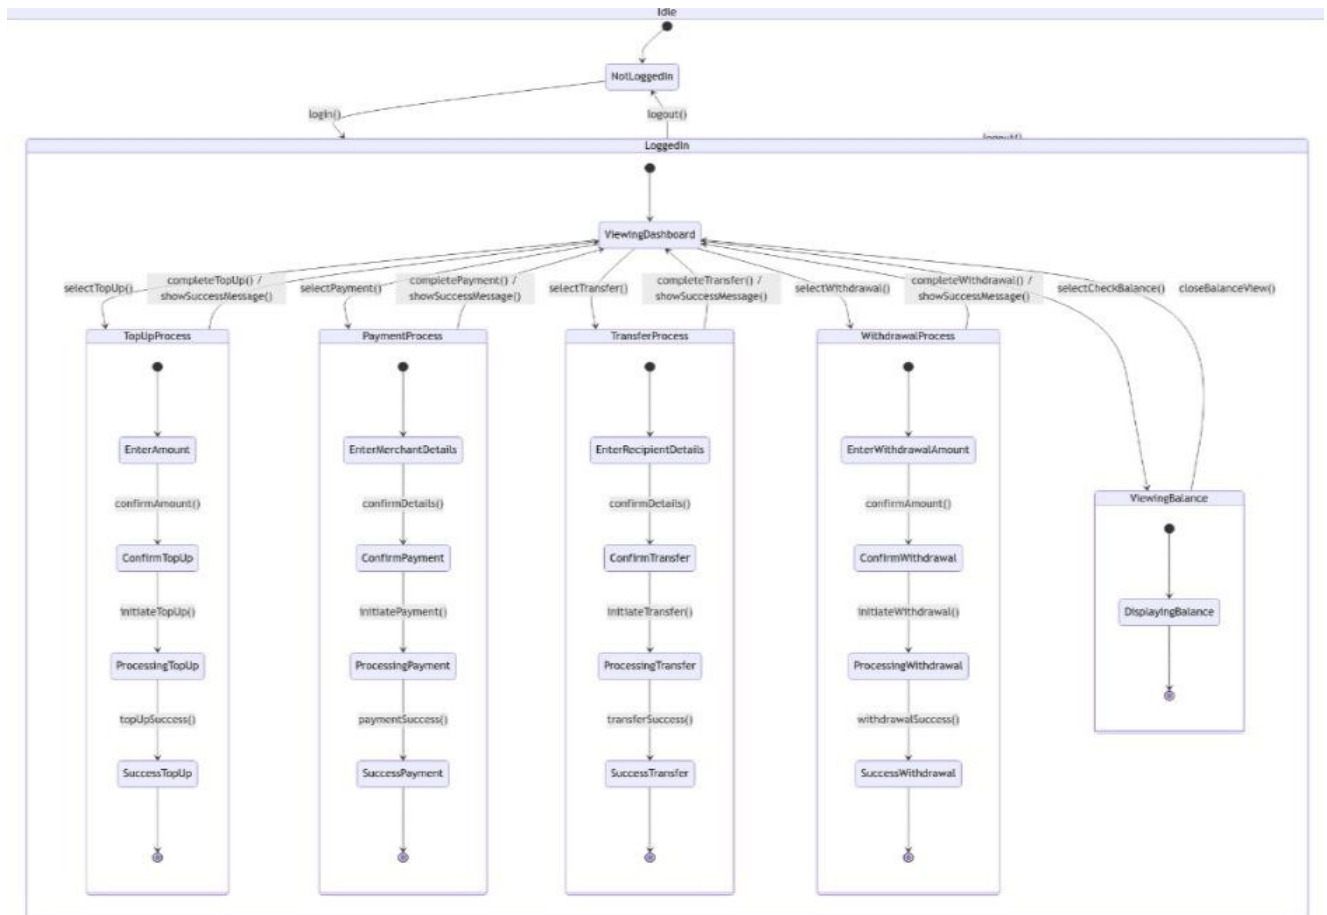 Idle
NotLoggedIn
login()
logout()
logout()
LoggedIn
ViewingDashboard
selectTopUp()
completeTopUp() /
showSuccessMessage()
selectPayment()
completePayment() /
showSuccessMessage()
selectTransfer()
completeTransfer() /
showSuccessMessage()
selectWithdrawal()
completeWithdrawal() /
showSuccessMessage()
selectCheckBalance()
closeBalanceView()
TopUpProcess
PaymentProcess
TransferProcess
WithdrawalProcess
EnterAmount
EnterMerchantDetails
EnterRecipientDetails
EnterWithdrawalAmount
ViewingBalance
confirmAmount()
confirmDetails()
confirmDetails()
confirmAmount()
ConfirmTopUp
ConfirmPayment
ConfirmTransfer
ConfirmWithdrawal
initiateTopUp()
initiatePayment()
initiateTransfer()
initiateWithdrawal()
DisplayingBalance
ProcessingTopUp
ProcessingPayment
ProcessingTransfer
ProcessingWithdrawal
topUpSuccess()
paymentSuccess()
transferSuccess()
withdrawalSuccess()
SuccessTopUp
SuccessPayment
SuccessTransfer
SuccessWithdrawal